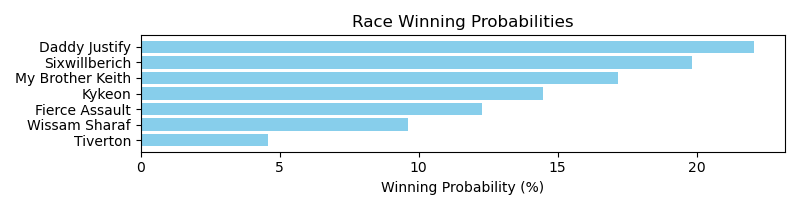 Race Winning Probabilities
Daddy Justify
Sixwillberich
My Brother Keith
Kykeon
Fierce Assault
Wissam Sharaf
Tiverton
0 5 10 15 20
Winning Probability (%)